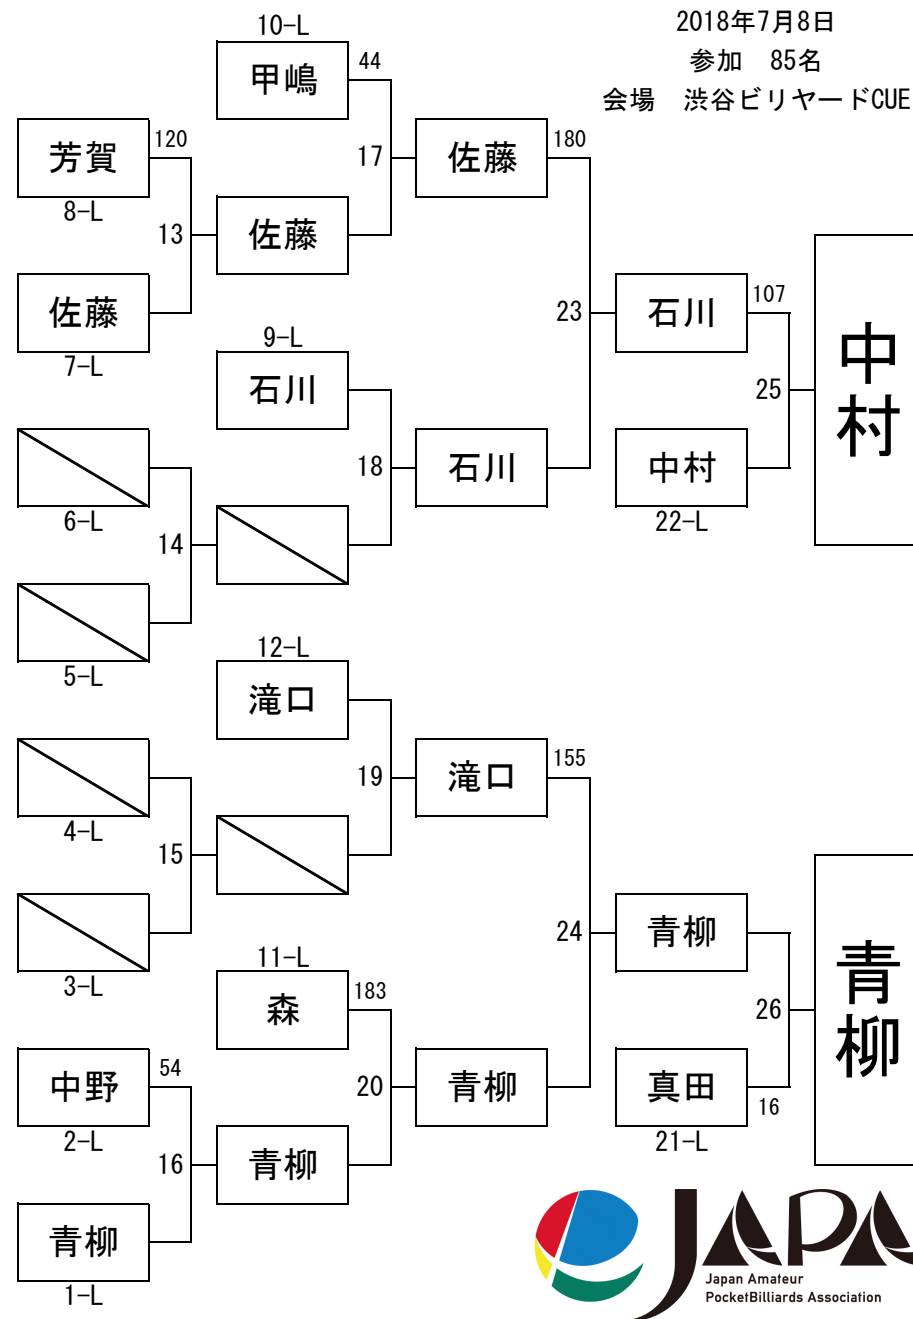 2018年7月8日
参加 85名
会場 渋谷ビリヤードCUE
10-L
甲嶋
44
芳賀
120
8-L
17
佐藤
180
13
佐藤
佐藤
7-L
23
石川
107
9-L
石川
中村
25
18
石川
中村
22-L
6-L
14
5-L
12-L
滝口
4-L
19
滝口
155
15
3-L
24
青柳
11-L
森
183
青柳
26
中野
54
2-L
20
青柳
真田
16
21-L
16
青柳
青柳
1-L
JAPA
Japan Amateur
PocketBilliards Association